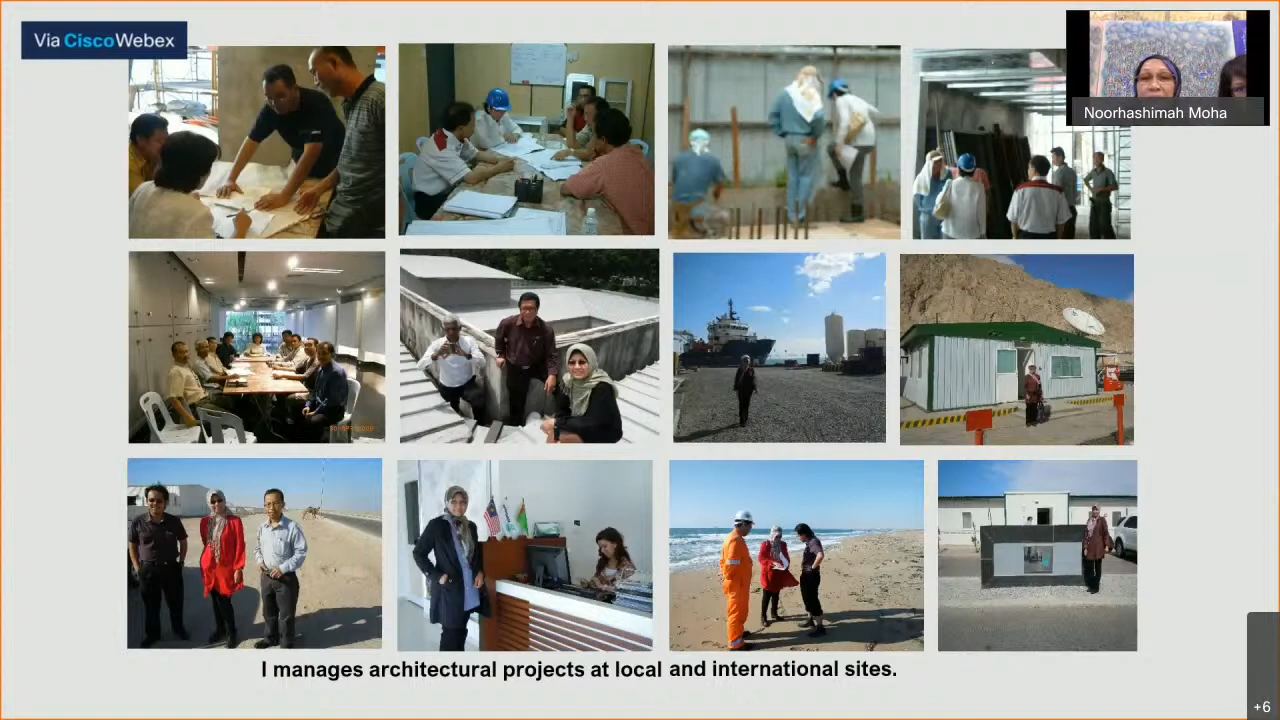 Via CiscoWebex
Noorhashimah Moha
I manages architectural projects at local and international sites.
+6